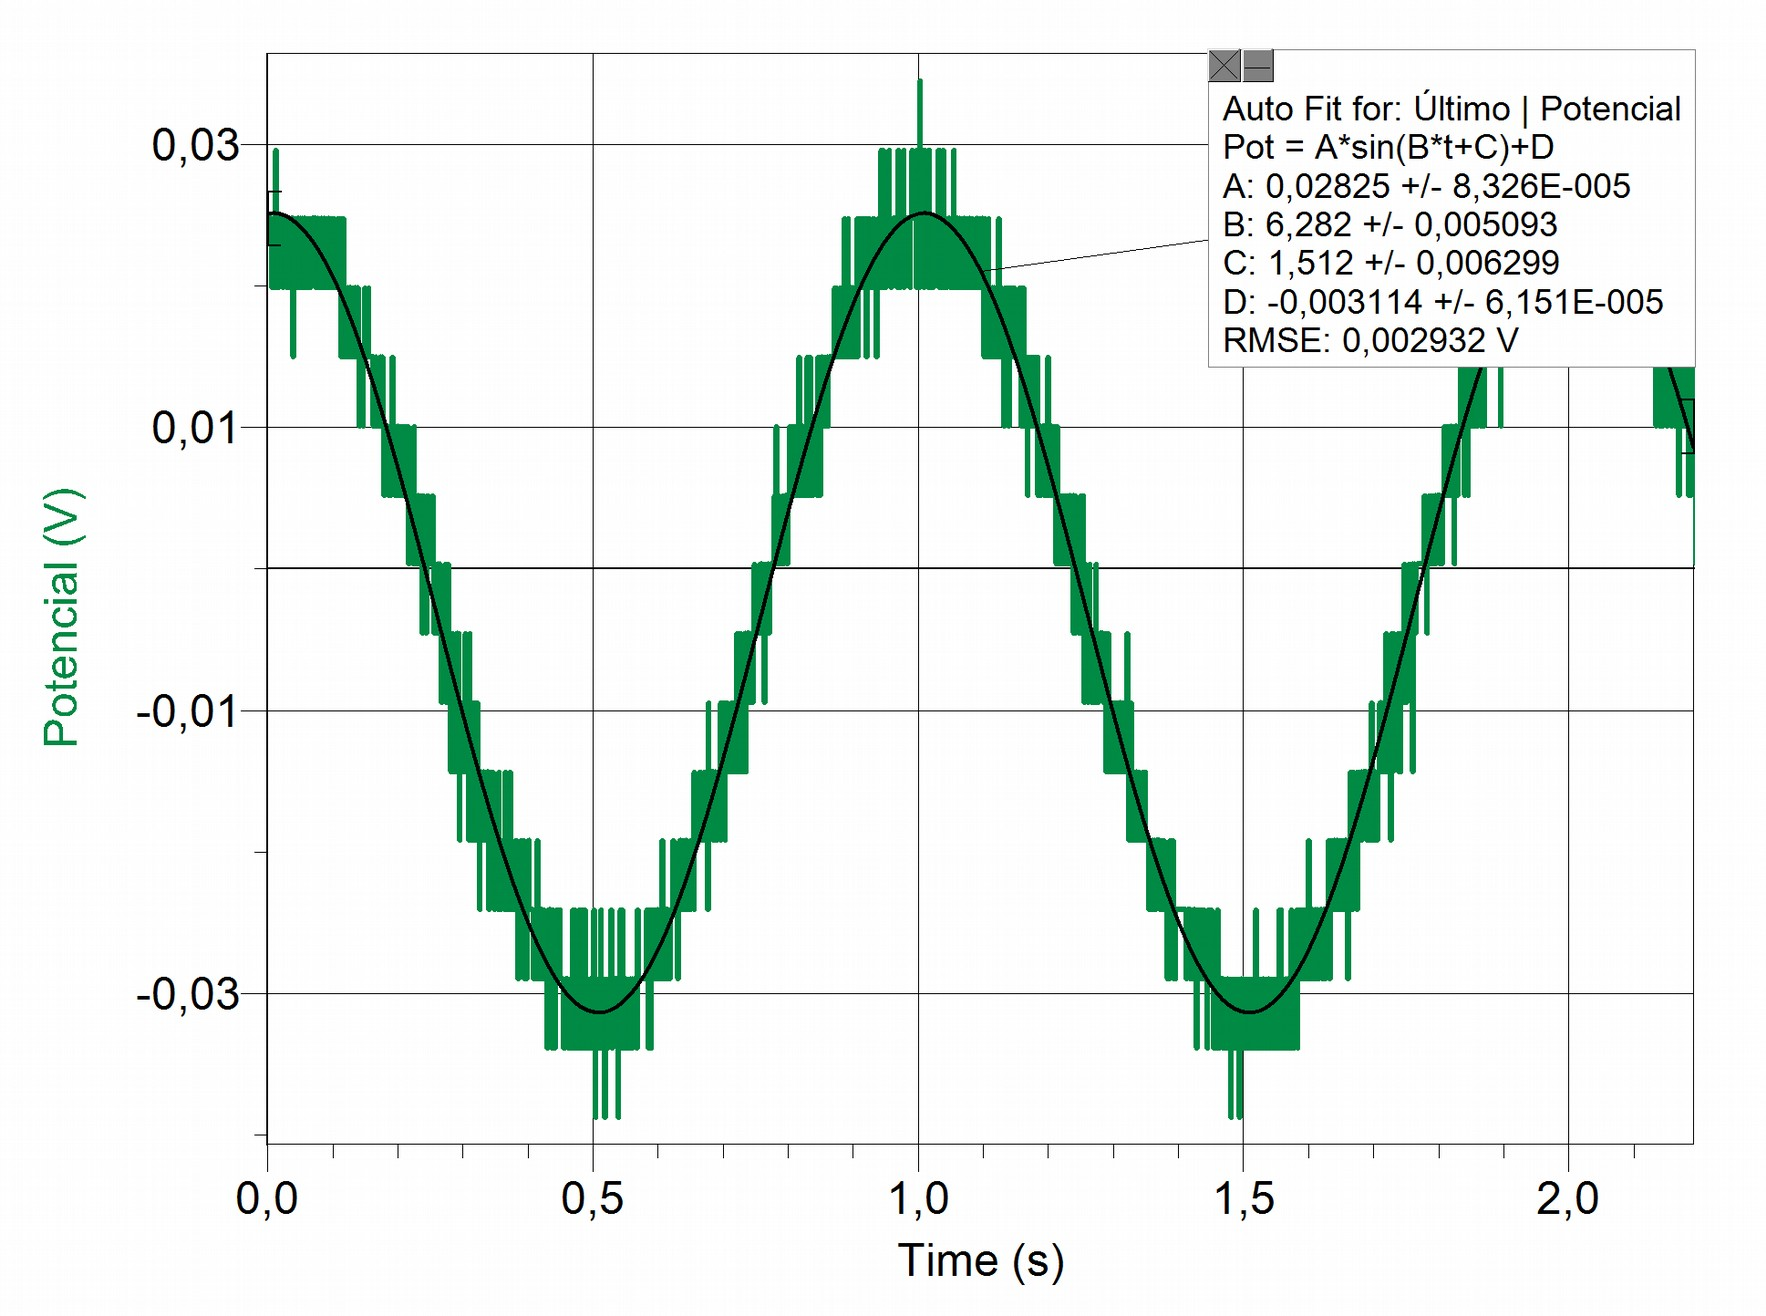 Auto Fit for: Último | Potencial
Pot = A*sin(B*t+C)+D
A: 0,02825 +/- 8,326E-005
B: 6,282 +/- 0,005093
C: 1,512 +/- 0,006299
D: -0,003114 +/- 6,151E-005
RMSE: 0,002932 V
0,03
0,01
-0,01
-0,03
Potencial (V)
0,0 0,5 1,0 1,5 2,0
Time (s)